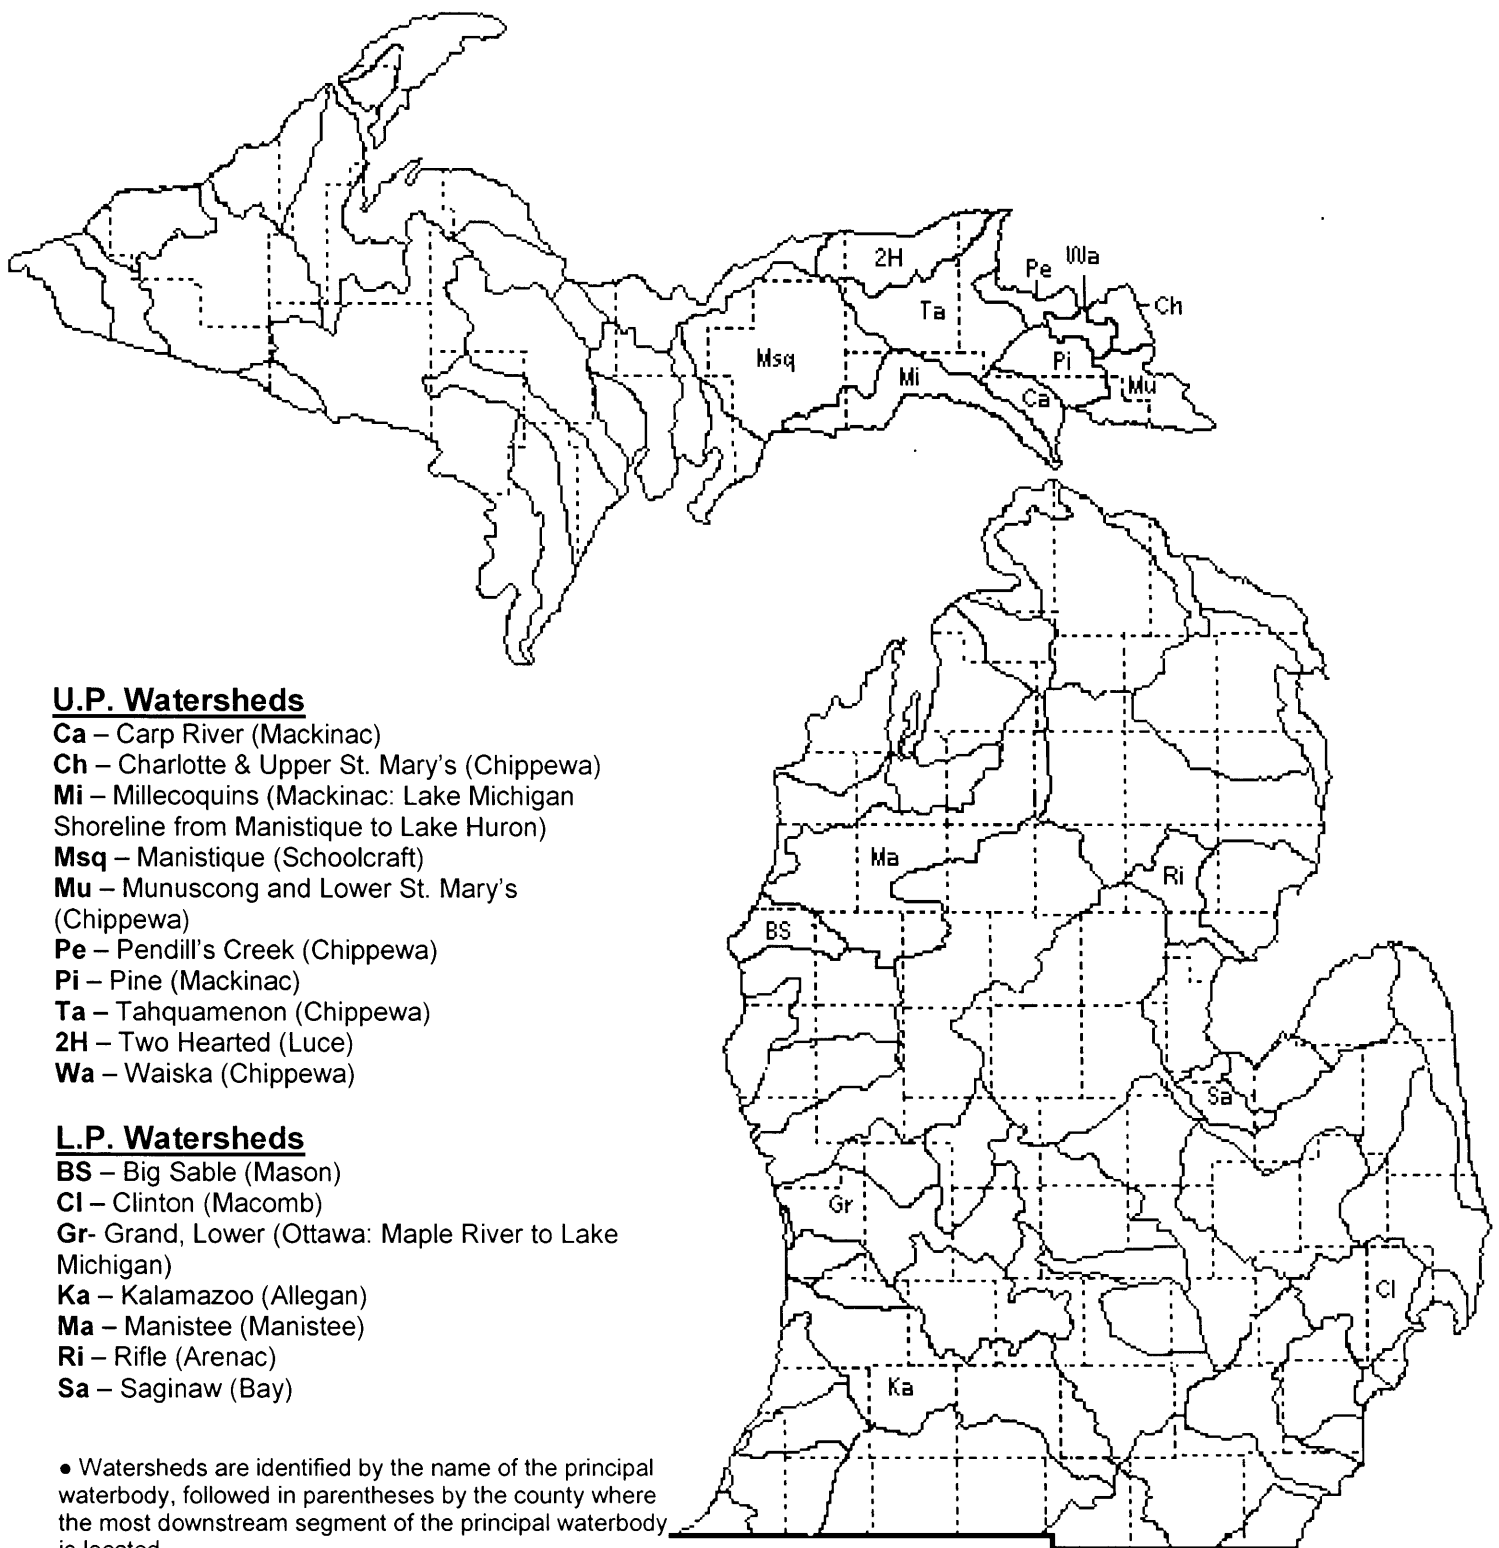 2H
Pe
Wa
Ch
Ta
Msq
Mi
Pi
Mu
Ca
U.P. Watersheds
Ca – Carp River (Mackinac)
Ch – Charlotte & Upper St. Mary's (Chippewa)
Mi – Millecoquins (Mackinac: Lake Michigan
Shoreline from Manistique to Lake Huron)
Msq – Manistique (Schoolcraft)
Mu – Munuscong and Lower St. Mary's
(Chippewa)
Pe – Pendill's Creek (Chippewa)
Pi – Pine (Mackinac)
Ta – Tahquamenon (Chippewa)
2H – Two Hearted (Luce)
Wa – Waiska (Chippewa)
L.P. Watersheds
BS – Big Sable (Mason)
Cl – Clinton (Macomb)
Gr- Grand, Lower (Ottawa: Maple River to Lake
Michigan)
Ka – Kalamazoo (Allegan)
Ma – Manistee (Manistee)
Ri – Rifle (Arenac)
Sa – Saginaw (Bay)
• Watersheds are identified by the name of the principal
waterbody, followed in parentheses by the county where
the most downstream segment of the principal waterbody
is located
Ma
Ri
BS
Sa
Gr
Cl
Ka